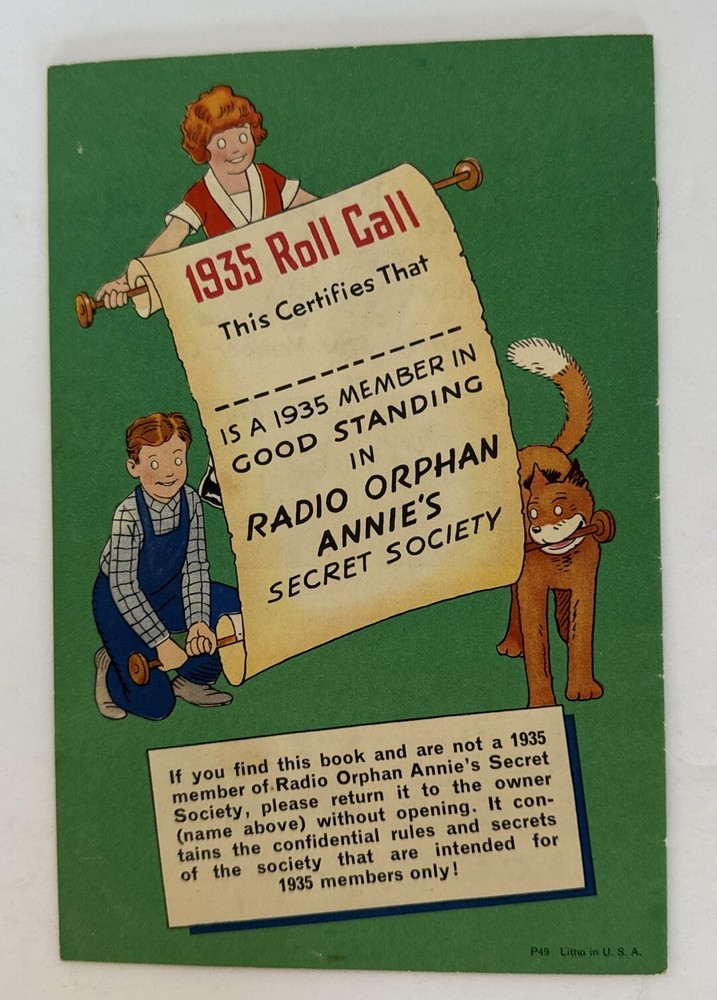 1935 Roll Call
This Certifies That
IS A 1935 MEMBER IN
GOOD STANDING
IN
RADIO ORPHAN
ANNIE'S
SECRET SOCIETY
If you find this book and are not a 1935
member of Radio Orphan Annie's Secret
Society, please return it to the owner
(name above) without opening. It con-
tains the confidential rules and secrets
of the society that are intended for
1935 members only!
P49 Litho in U. S. A.